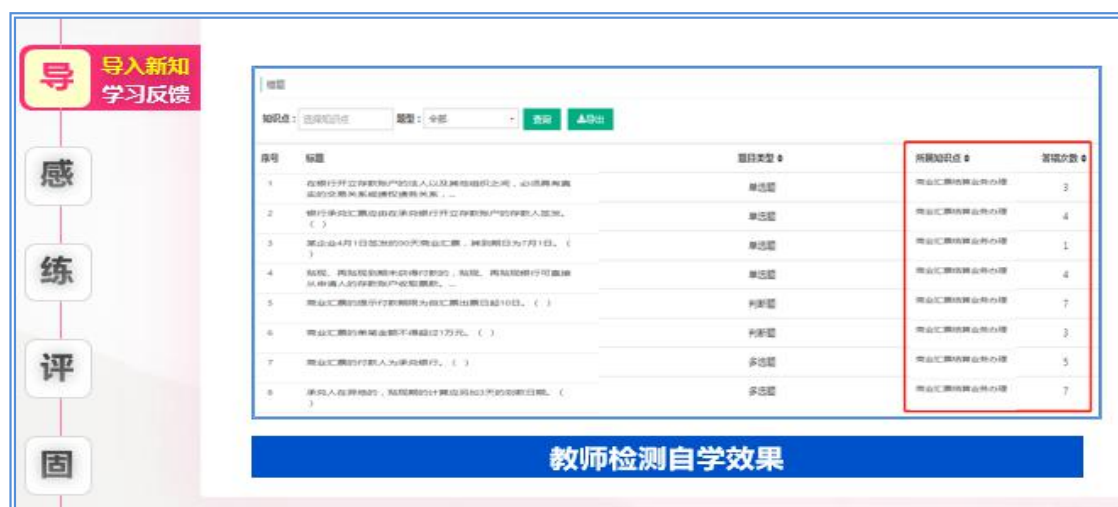 导
导入新知
学习反馈
感
练
评
固
错题
知识点：
选择知识点
题型：
全部
查询
导出
序号
标题
题目类型
所属知识点
答错次数
1
在银行开立存款账户的法人以及其他组织之间，必须具有真
实的交易关系或债权债务关系，...
单选题
商业汇票结算业务办理
3
2
银行承兑汇票应由在承兑银行开立存款账户的存款人签发。
（ ）
单选题
商业汇票结算业务办理
4
3
某企业4月1日签发的90天商业汇票，其到期日为7月1日。（
）
单选题
商业汇票结算业务办理
1
4
贴现、再贴现到期未获得付款的，贴现、再贴现银行可直接
从申请人的存款账户收取票款。...
单选题
商业汇票结算业务办理
4
5
商业汇票的提示付款期限为自汇票出票日起10日。（ ）
判断题
商业汇票结算业务办理
7
6
商业汇票的单笔金额不得超过1万元。（ ）
判断题
商业汇票结算业务办理
3
7
商业汇票的付款人为承兑银行。（ ）
多选题
商业汇票结算业务办理
5
8
承兑人在异地的，贴现期的计算应另加3天的划款日期。（
）
多选题
商业汇票结算业务办理
7
教师检测自学效果